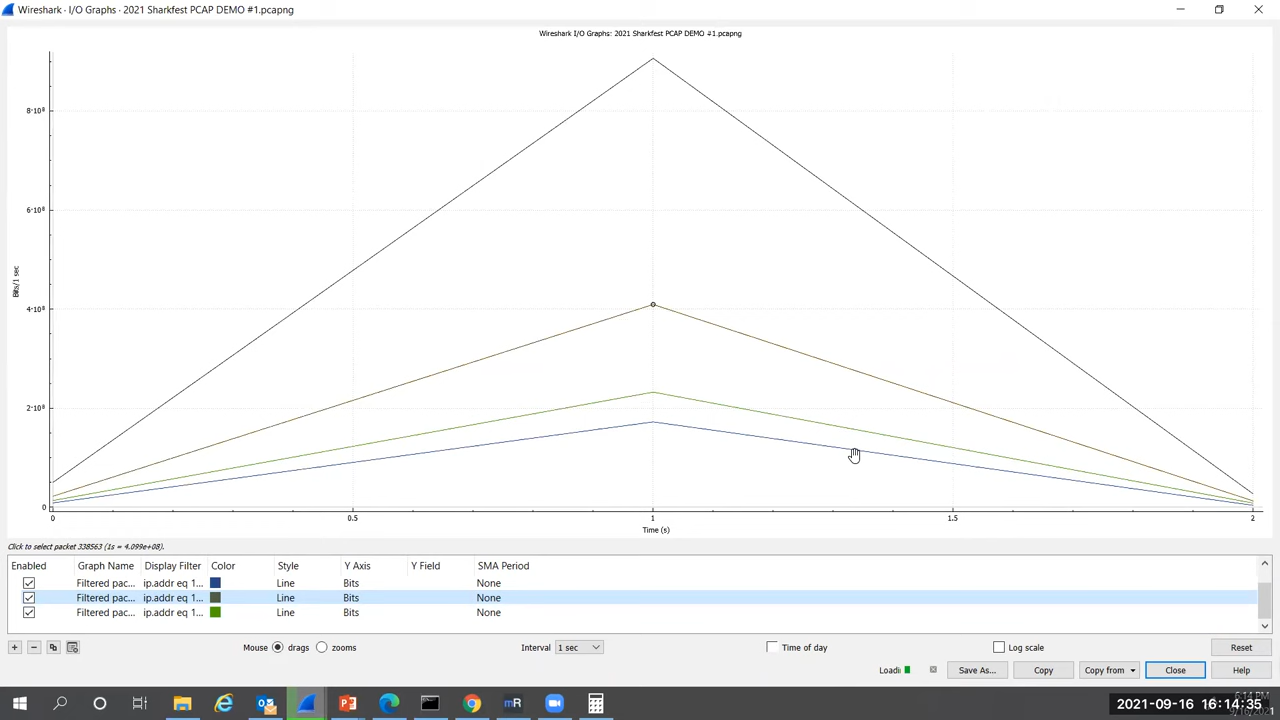 Wireshark · I/O Graphs · 2021 Sharkfest PCAP DEMO #1.pcapng
Wireshark I/O Graphs: 2021 Sharkfest PCAP DEMO #1.pcapng
8·10⁸
6·10⁸
4·10⁸
2·10⁸
0
Bits/1 sec
0 0.5 1 1.5 2
Time (s)
Click to select packet 338563 (1s = 4.099e+08).
Enabled Graph Name Display Filter Color Style Y Axis Y Field SMA Period
Filtered pac... ip.addr eq 1... Line Bits None
Filtered pac... ip.addr eq 1... Line Bits None
Filtered pac... ip.addr eq 1... Line Bits None
Mouse drags zooms Interval 1 sec Time of day Log scale Reset
Loadi Save As... Copy Copy from Close Help
mR
2021-09-16 16:14:35